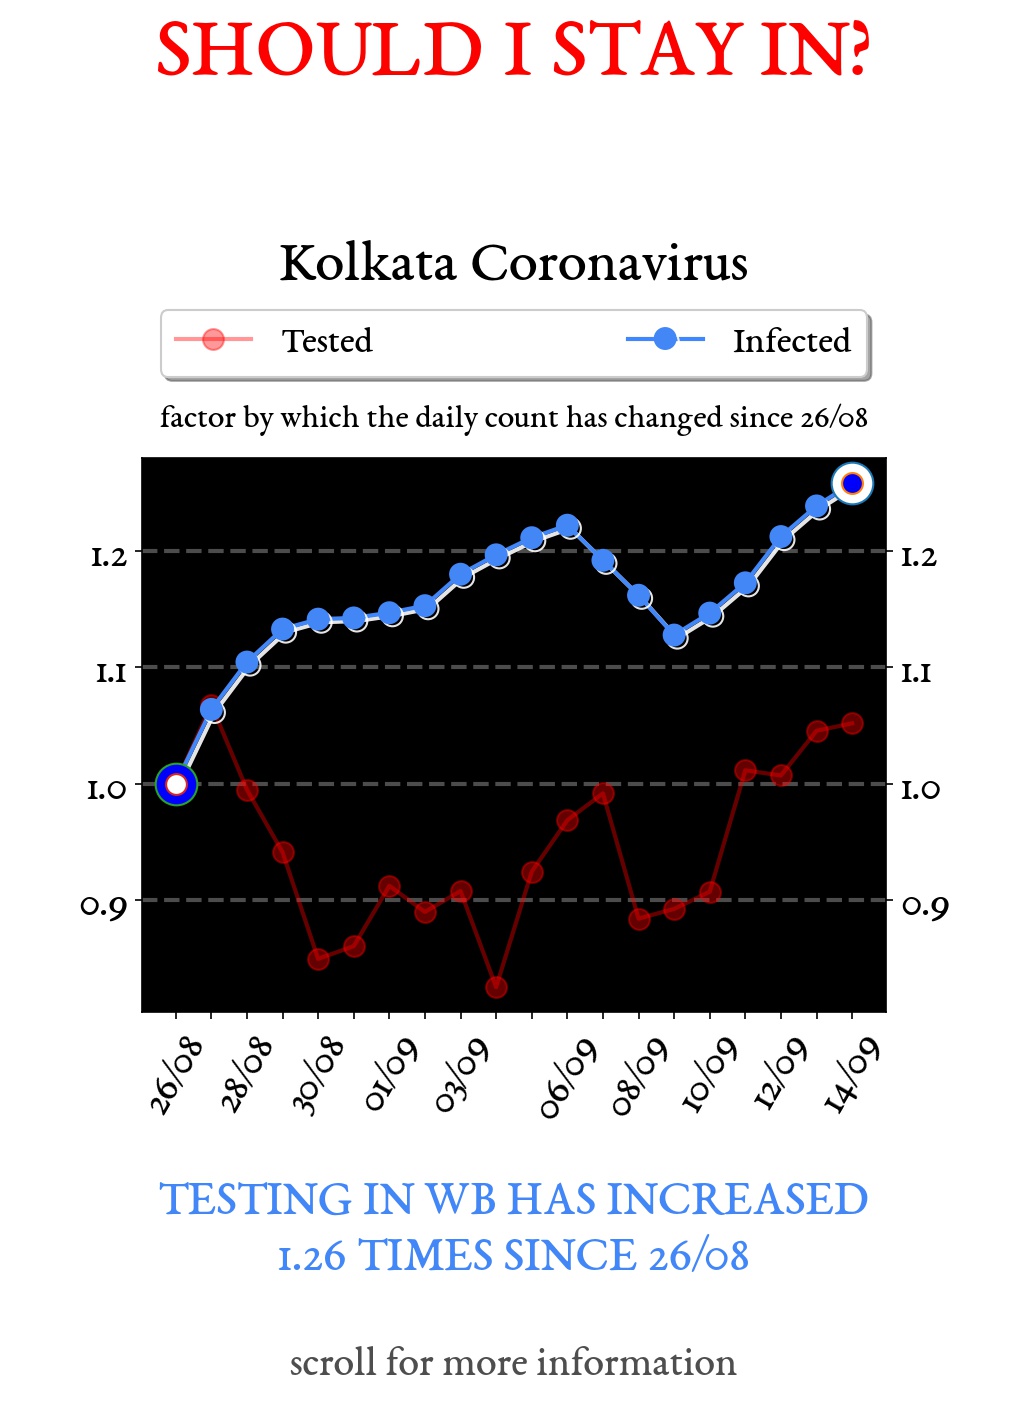 SHOULD I STAY IN?
Kolkata Coronavirus
Tested Infected
factor by which the daily count has changed since 26/08
1.2 1.2
1.1 1.1
1.0 1.0
0.9 0.9
26/08 28/08 30/08 01/09 03/09 06/09 08/09 10/09 12/09 14/09
TESTING IN WB HAS INCREASED
1.26 TIMES SINCE 26/08
scroll for more information